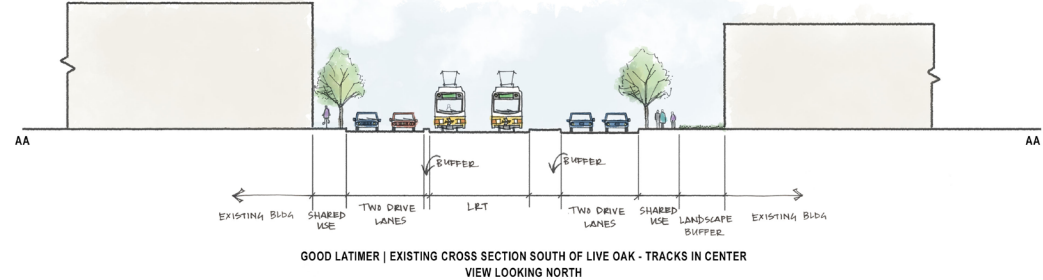 AA
AA
BUFFER
BUFFER
EXISTING BLDG
SHARED
USE
TWO DRIVE
LANES
LRT
TWO DRIVE
LANES
SHARED
USE
LANDSCAPE
BUFFER
EXISTING BLDG
GOOD LATIMER | EXISTING CROSS SECTION SOUTH OF LIVE OAK - TRACKS IN CENTER
VIEW LOOKING NORTH